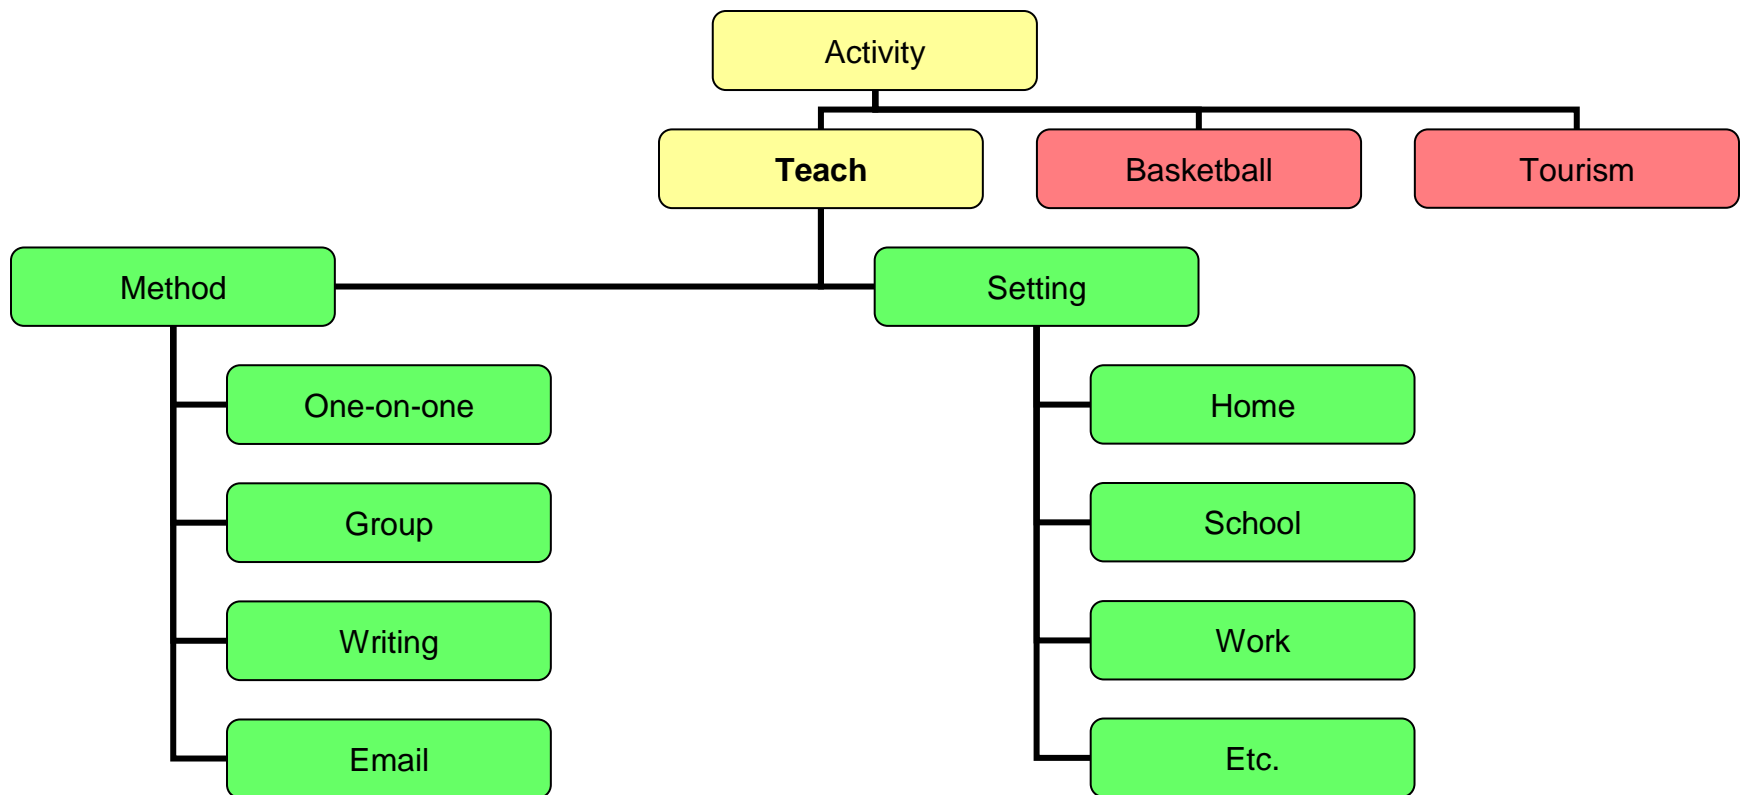 Activity
Teach
Basketball
Tourism
Method
Setting
One-on-one
Home
Group
School
Writing
Work
Email
Etc.